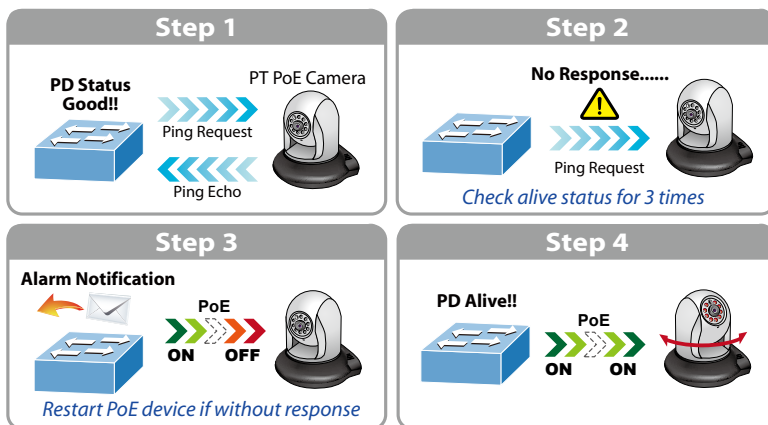 Step 1
PD Status
Good!!
PT PoE Camera
Ping Request
Ping Echo
Step 2
No Response......
Ping Request
Check alive status for 3 times
Step 3
Alarm Notification
PoE
ON OFF
Restart PoE device if without response
Step 4
PD Alive!!
PoE
ON ON